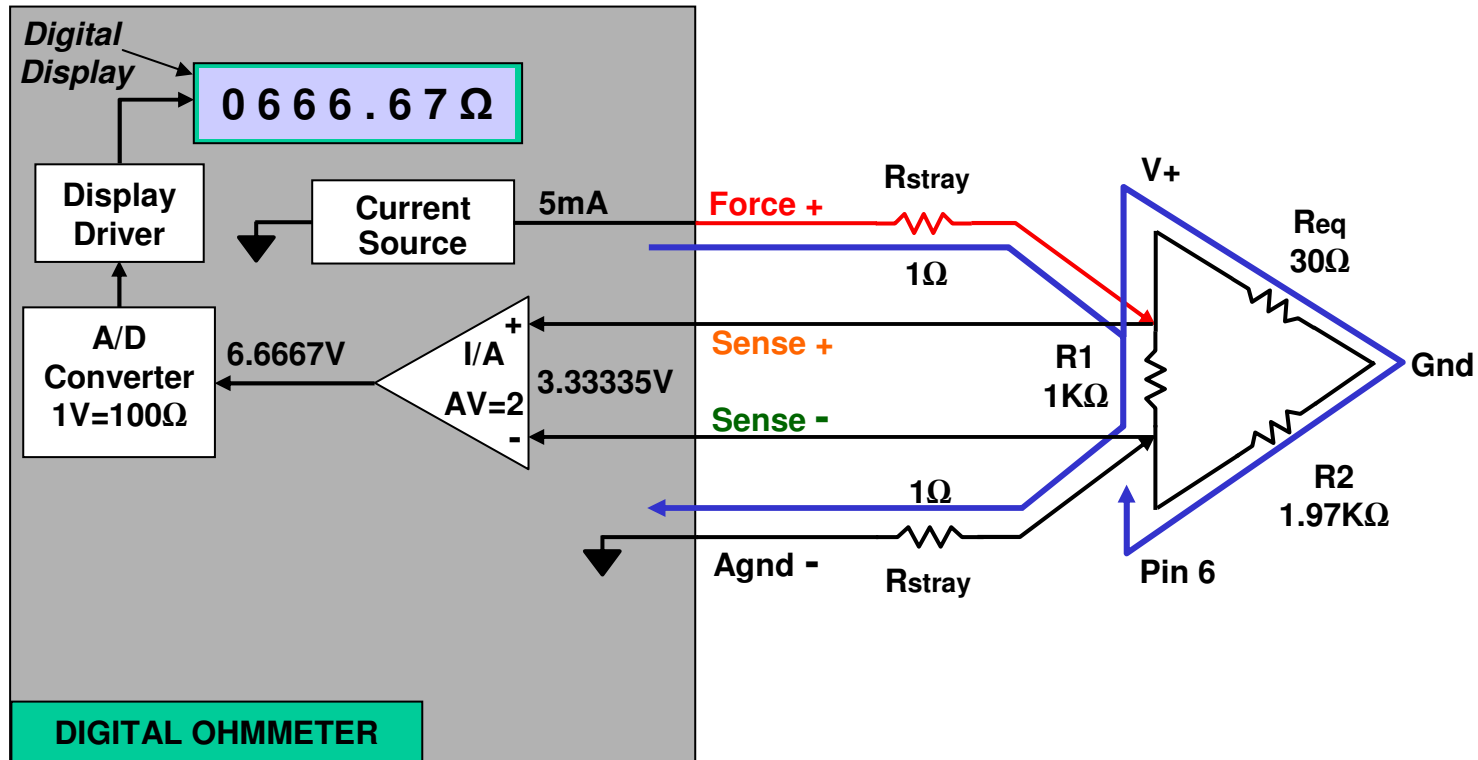 Digital
Display
0666.67Ω
Display
Driver
Current
Source
5mA
A/D
Converter
1V=100Ω
6.6667V
+
I/A
AV=2
-
3.33335V
Force +
Rstray
1Ω
Sense +
Sense -
1Ω
Agnd -
Rstray
V+
Req
30Ω
R1
1KΩ
Gnd
R2
1.97KΩ
Pin 6
DIGITAL OHMMETER